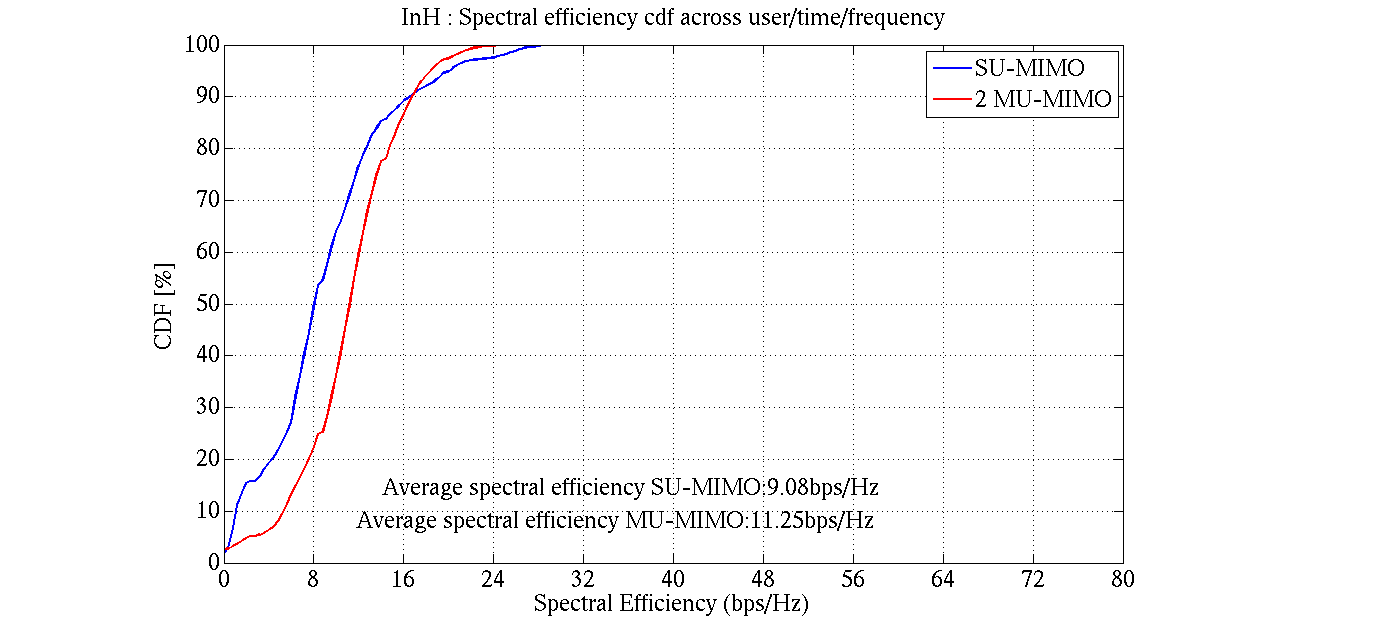 InH : Spectral efficiency cdf across user/time/frequency
SU-MIMO
2 MU-MIMO
100
90
80
70
60
50
40
30
20
10
0
CDF [%]
Average spectral efficiency SU-MIMO:9.08bps/Hz
Average spectral efficiency MU-MIMO:11.25bps/Hz
0 8 16 24 32 40 48 56 64 72 80
Spectral Efficiency (bps/Hz)